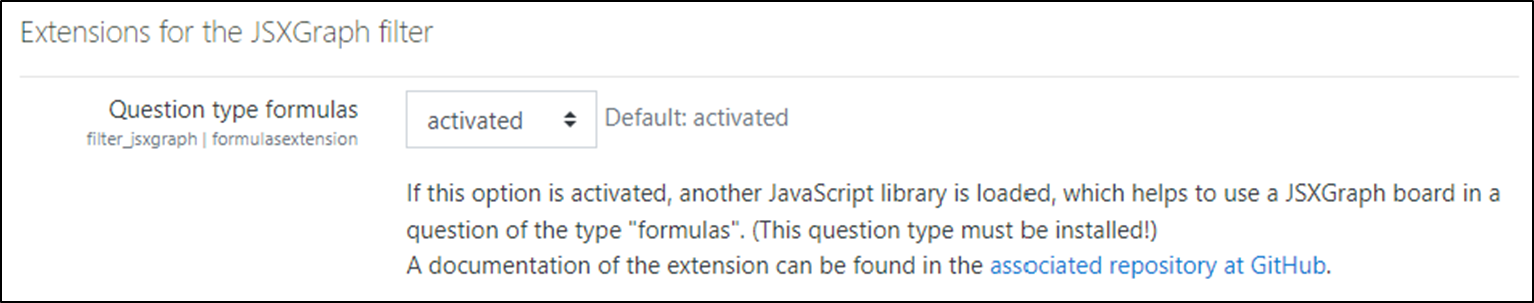 Extensions for the JSXGraph filter
Question type formulas
filter_jsxgraph | formulasextension
activated
Default: activated
If this option is activated, another JavaScript library is loaded, which helps to use a JSXGraph board in a
question of the type "formulas". (This question type must be installed!)
A documentation of the extension can be found in the associated repository at GitHub.